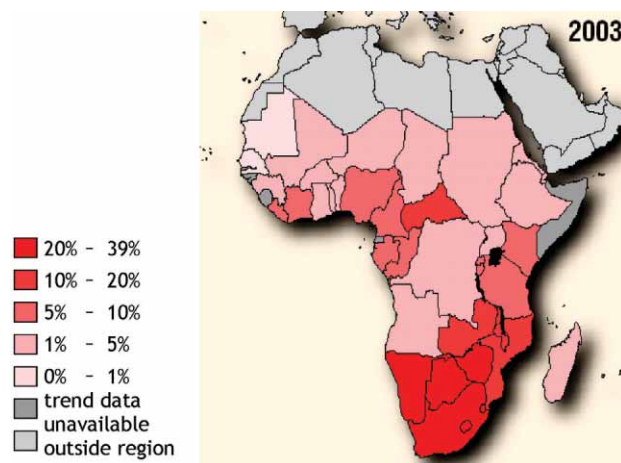 2003
20% - 39%
10% - 20%
5% - 10%
1% - 5%
0% - 1%
trend data
unavailable
outside region